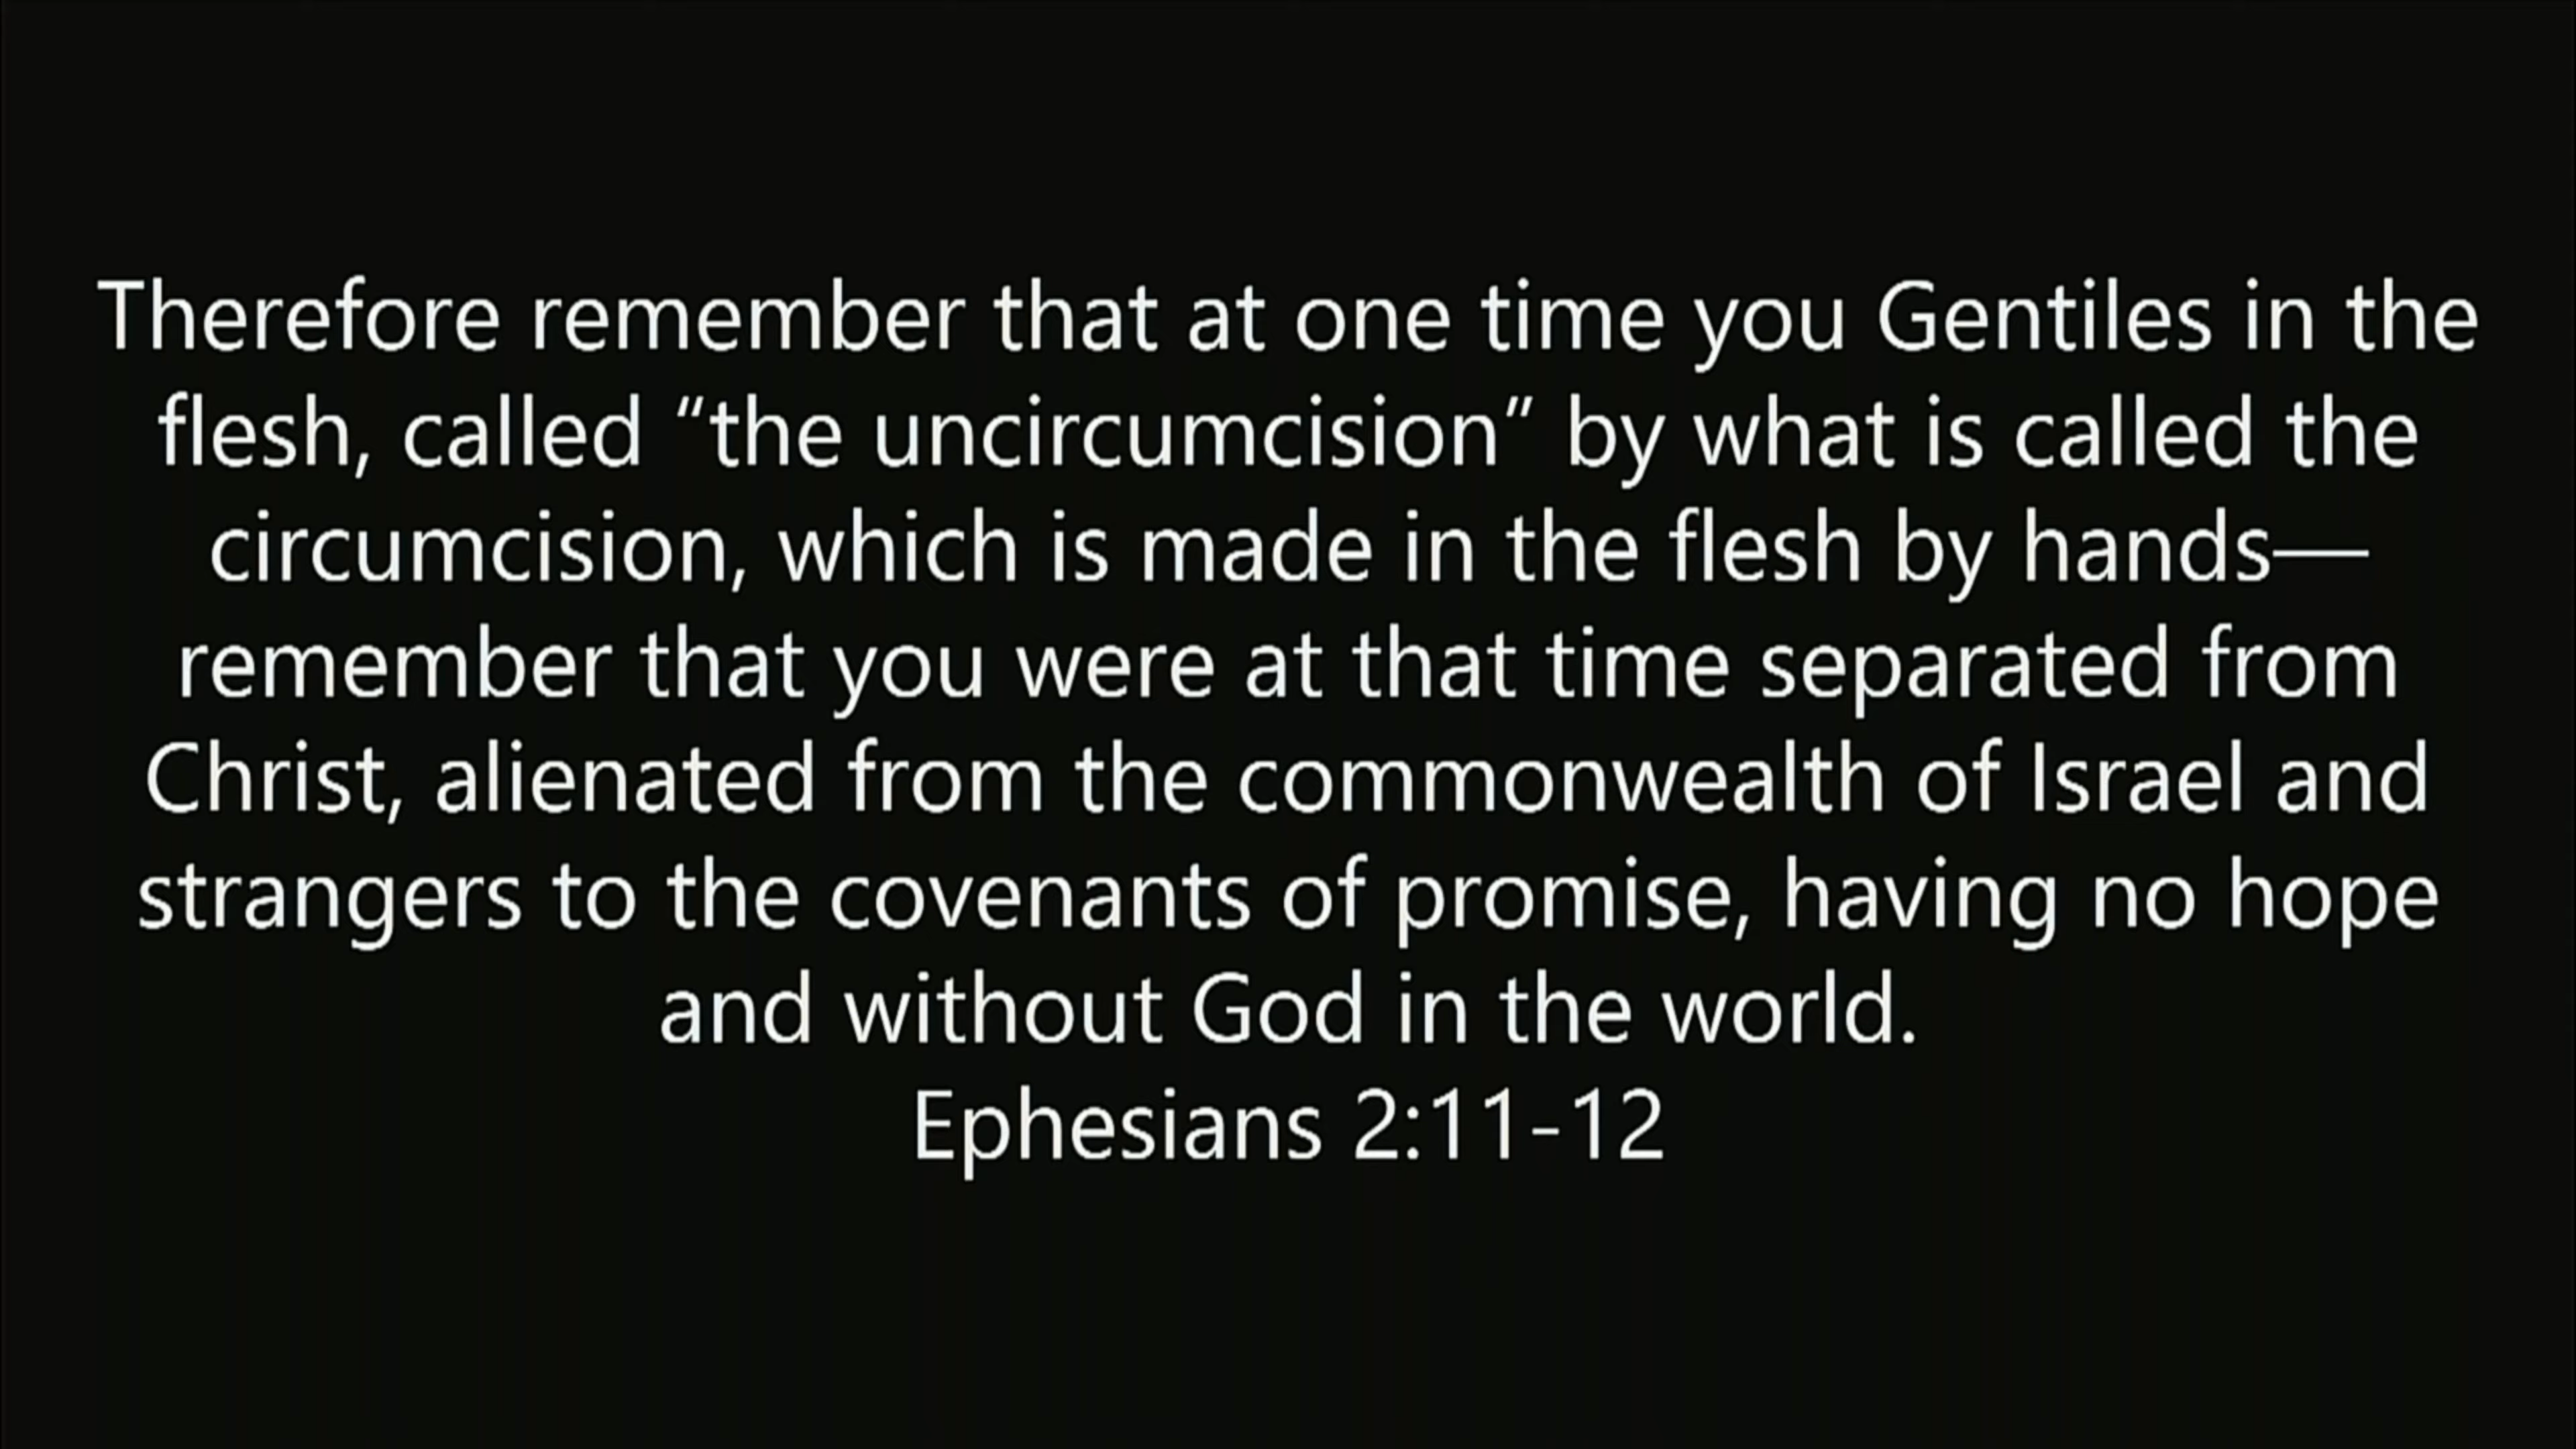 Therefore remember that at one time you Gentiles in the
flesh, called “the uncircumcision” by what is called the
circumcision, which is made in the flesh by hands—
remember that you were at that time separated from
Christ, alienated from the commonwealth of Israel and
strangers to the covenants of promise, having no hope
and without God in the world.
Ephesians 2:11-12